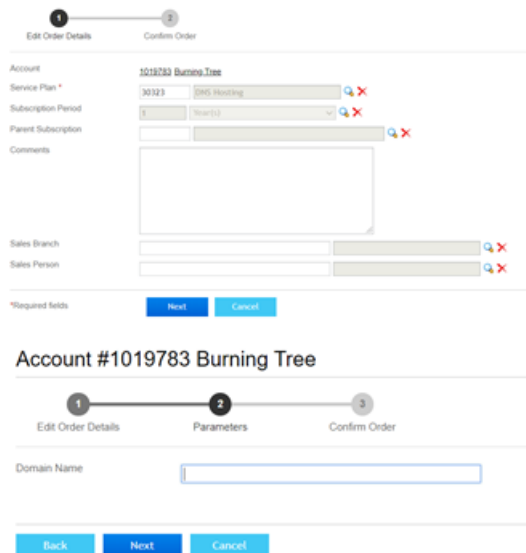 1 2
Edit Order Details Confirm Order
Account 1019783 Burning Tree
Service Plan * 30323 DNS Hosting
Subscription Period 1 Year(s)
Parent Subscription
Comments
Sales Branch
Sales Person
*Required fields Next Cancel
Account #1019783 Burning Tree
1 2 3
Edit Order Details Parameters Confirm Order
Domain Name
Back Next Cancel